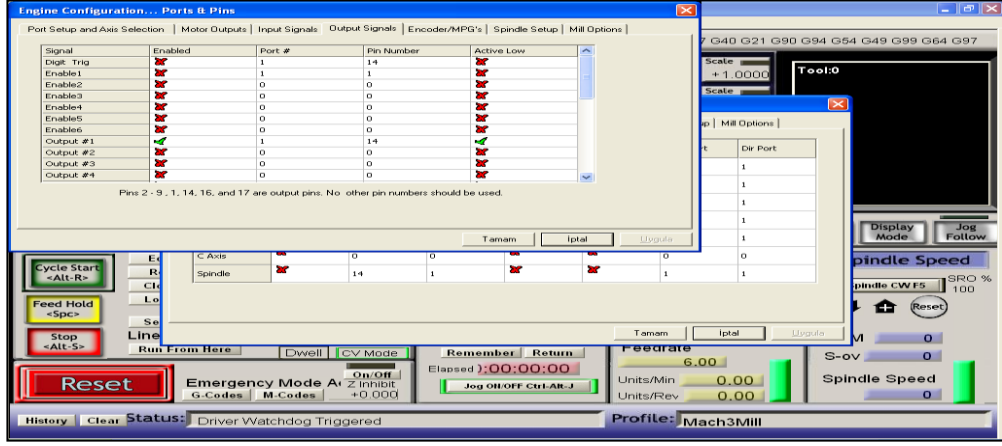 Engine Configuration... Ports & Pins
Port Setup and Axis Selection Motor Outputs Input Signals Output Signals Encoder/MPG's Spindle Setup Mill Options
Signal Enabled Port # Pin Number Active Low
Digit Trig 1 14
Enable1 1 1
Enable2 0 0
Enable3 0 0
Enable4 0 0
Enable5 0 0
Enable6 0 0
Output #1 1 14
Output #2 0 0
Output #3 0 0
Output #4 0 0
Pins 2 - 9 , 1, 14, 16, and 17 are output pins. No other pin numbers should be used.
Tamam İptal Uygula
G40 G21 G90 G94 G54 G49 G99 G64 G97
Scale
+1.0000
Scale
Tool:0
Mill Options
Dir Port
1
1
1
1
1
C Axis 0 0 0 0
Spindle 14 1 1 1
Tamam İptal Uygula
Display Mode
Jog Follow
Cycle Start <Alt-R>
Feed Hold <Spc>
Stop <Alt-S>
Reset
Line
Run From Here
Dwell CV Mode
Emergency Mode
On/Off
Z Inhibit
+0.000
G-Codes M-Codes
Remember Return
Elapsed 00:00:00
Jog ON/OFF Ctrl-Alt-J
Feedrate
6.00
Units/Min 0.00
Units/Rev 0.00
pindle Speed
pindle CW F5
SRO %
100
Reset
M 0
S-ov 0
Spindle Speed
0
History Clear Status: Driver Watchdog Triggered
Profile: Mach3Mill